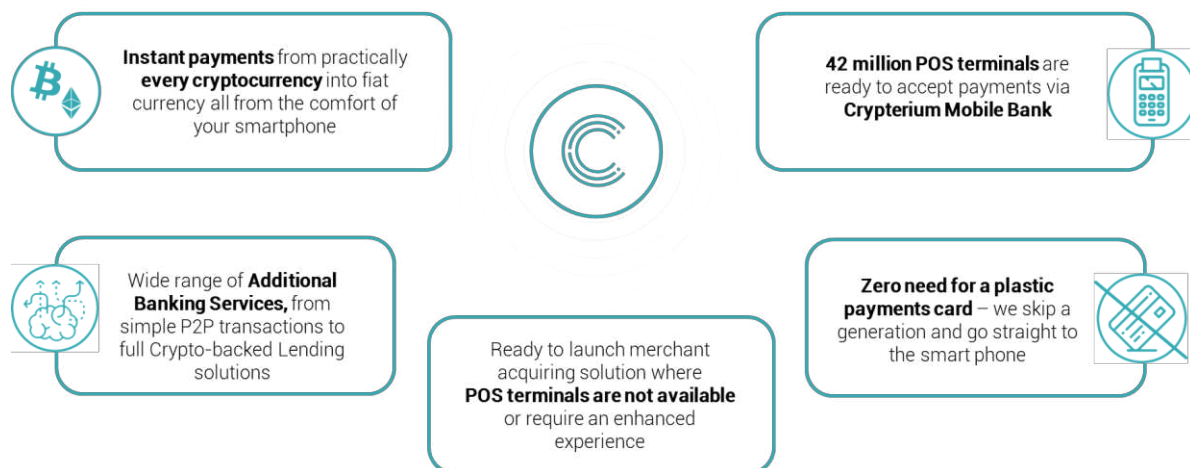 Instant payments from practically
every cryptocurrency into fiat
currency all from the comfort of
your smartphone
42 million POS terminals are
ready to accept payments via
Crypterium Mobile Bank
Wide range of Additional
Banking Services, from
simple P2P transactions to
full Crypto-backed Lending
solutions
Zero need for a plastic
payments card – we skip a
generation and go straight to
the smart phone
Ready to launch merchant
acquiring solution where
POS terminals are not available
or require an enhanced
experience